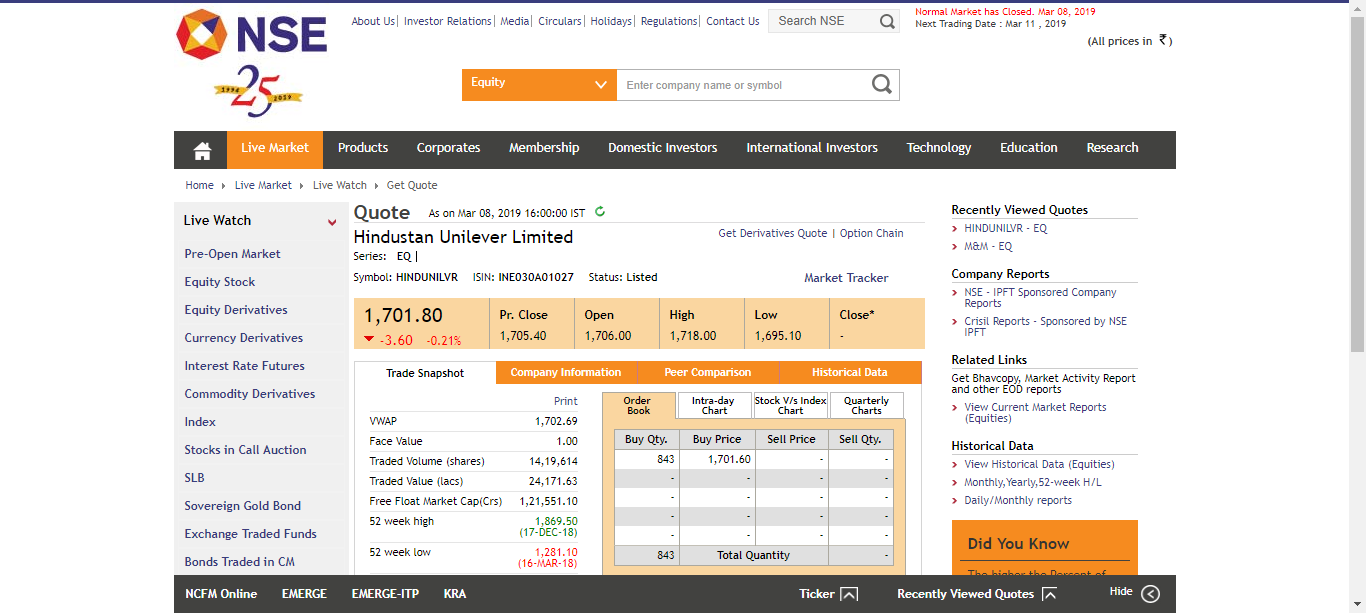 NSE
1994 25 2019
About Us | Investor Relations | Media | Circulars | Holidays | Regulations | Contact Us
Search NSE
Normal Market has Closed. Mar 08, 2019
Next Trading Date : Mar 11 , 2019
(All prices in ₹)
Equity
Enter company name or symbol
Live Market Products Corporates Membership Domestic Investors International Investors Technology Education Research
Home Live Market Live Watch Get Quote
Live Watch
Pre-Open Market
Equity Stock
Equity Derivatives
Currency Derivatives
Interest Rate Futures
Commodity Derivatives
Index
Stocks in Call Auction
SLB
Sovereign Gold Bond
Exchange Traded Funds
Bonds Traded in CM
Quote As on Mar 08, 2019 16:00:00 IST
Hindustan Unilever Limited
Get Derivatives Quote | Option Chain
Series: EQ |
Symbol: HINDUNILVR ISIN: INE030A01027 Status: Listed
Market Tracker
1,701.80 Pr. Close Open High Low Close*
-3.60 -0.21% 1,705.40 1,706.00 1,718.00 1,695.10 -
Trade Snapshot Company Information Peer Comparison Historical Data
Print
VWAP 1,702.69
Face Value 1.00
Traded Volume (shares) 14,19,614
Traded Value (lacs) 24,171.63
Free Float Market Cap(Crs) 1,21,551.10
52 week high 1,869.50
(17-DEC-18)
52 week low 1,281.10
(16-MAR-18)
Order
Book
Intra-day
Chart
Stock V/s Index
Chart
Quarterly
Charts
Buy Qty. Buy Price Sell Price Sell Qty.
843 1,701.60 - -
- - - -
- - - -
- - - -
- - - -
843 Total Quantity -
Recently Viewed Quotes
HINDUNILVR - EQ
M&M - EQ
Company Reports
NSE - IPFT Sponsored Company
Reports
Crisil Reports - Sponsored by NSE
IPFT
Related Links
Get Bhavcopy, Market Activity Report
and other EOD reports
View Current Market Reports
(Equities)
Historical Data
View Historical Data (Equities)
Monthly,Yearly,52-week H/L
Daily/Monthly reports
Did You Know
The higher the Percent of
NCFM Online EMERGE EMERGE-ITP KRA Ticker Recently Viewed Quotes Hide